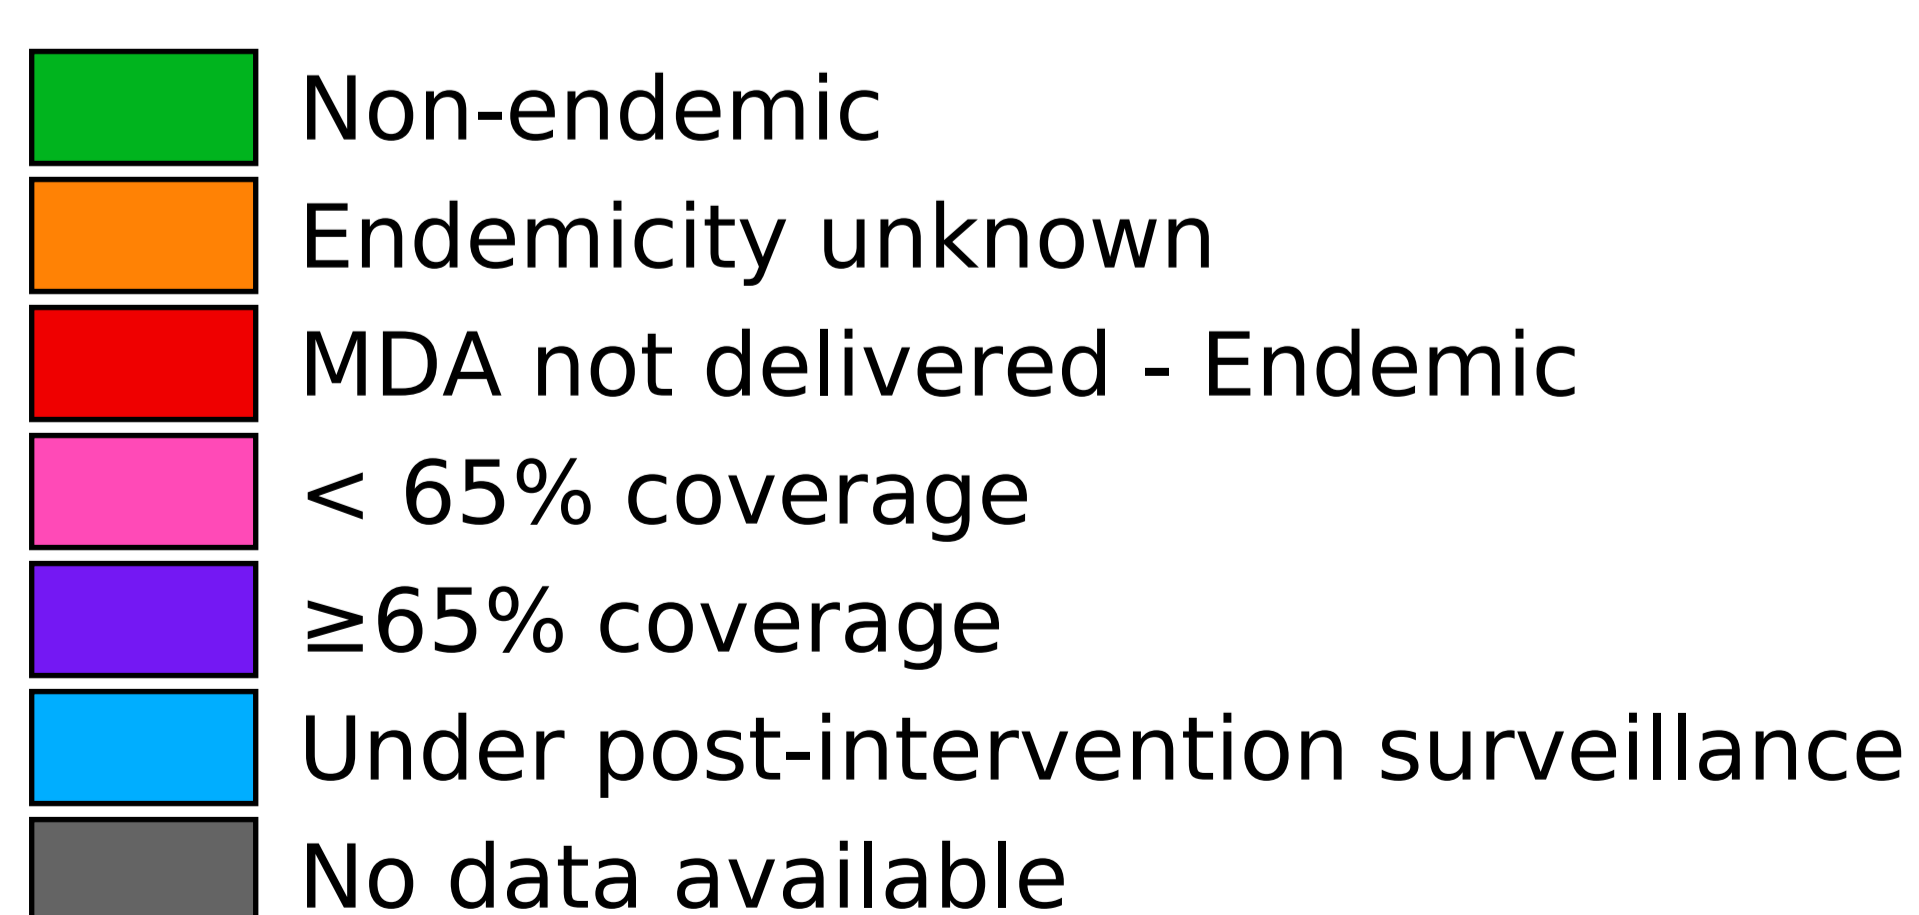 Non-endemic
Endemicity unknown
MDA not delivered - Endemic
< 65% coverage
≥65% coverage
Under post-intervention surveillance
No data available